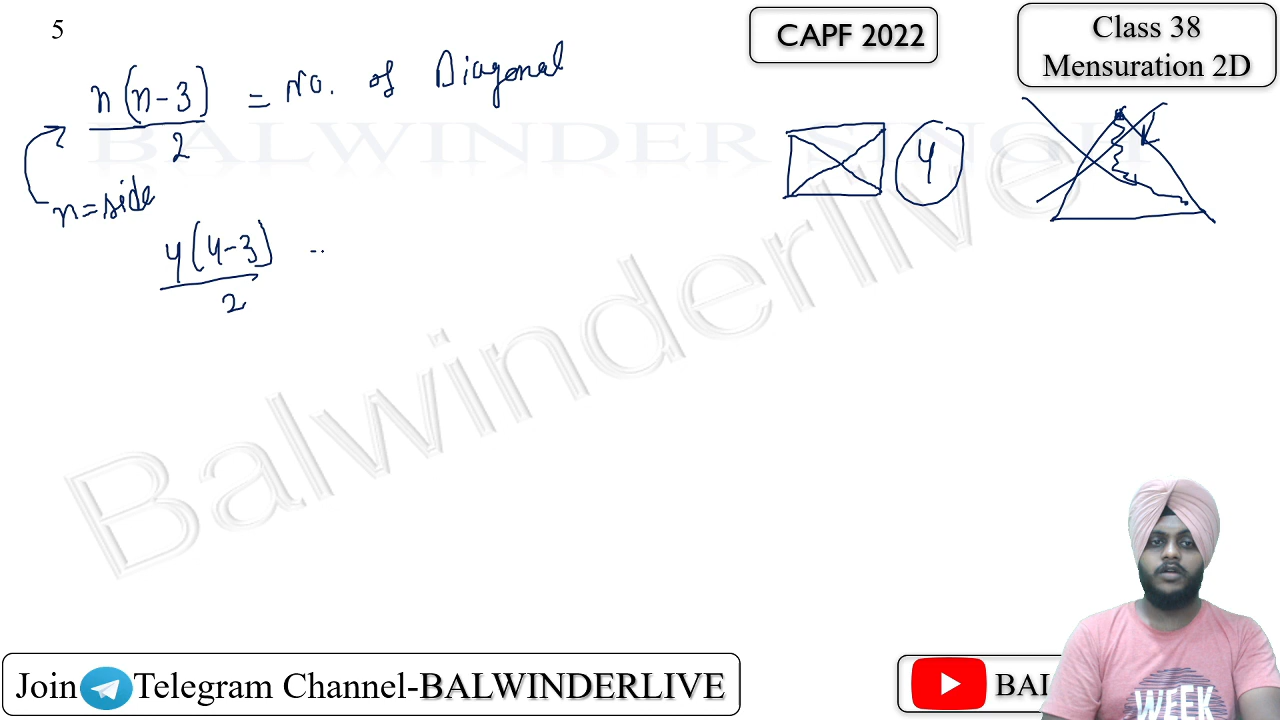 5
CAPF 2022
Class 38
Mensuration 2D
n(n-3)/2 = No. of Diagonal
n=side
4(4-3)/2
4
BALWINDER SINGH
Balwinderlive
Join Telegram Channel-BALWINDERLIVE
BAL
WEEK